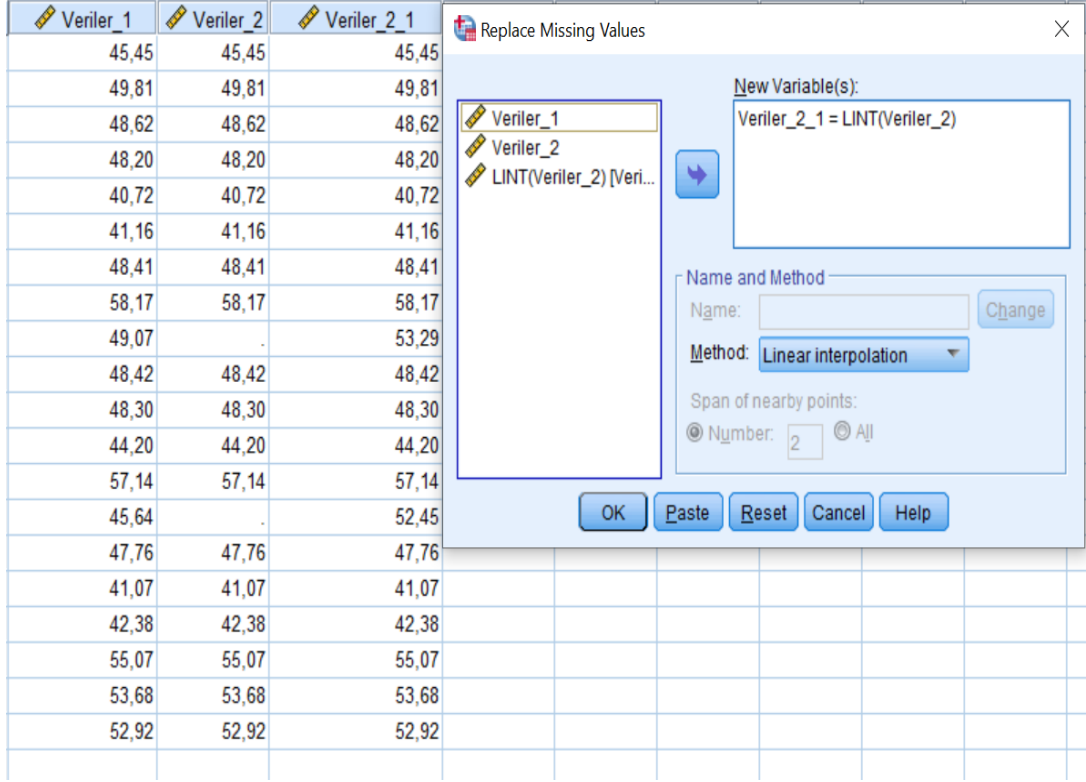 Veriler_1 Veriler_2 Veriler_2_1
45,45 45,45 45,45
49,81 49,81 49,81
48,62 48,62 48,62
48,20 48,20 48,20
40,72 40,72 40,72
41,16 41,16 41,16
48,41 48,41 48,41
58,17 58,17 58,17
49,07 . 53,29
48,42 48,42 48,42
48,30 48,30 48,30
44,20 44,20 44,20
57,14 57,14 57,14
45,64 . 52,45
47,76 47,76 47,76
41,07 41,07 41,07
42,38 42,38 42,38
55,07 55,07 55,07
53,68 53,68 53,68
52,92 52,92 52,92
Replace Missing Values
Veriler_1
Veriler_2
LINT(Veriler_2) [Veri...
New Variable(s):
Veriler_2_1 = LINT(Veriler_2)
Name and Method
Name: Change
Method: Linear interpolation
Span of nearby points:
Number: 2 All
OK Paste Reset Cancel Help